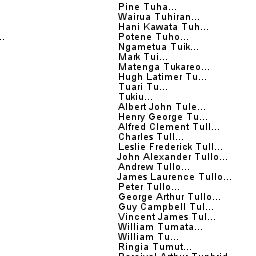 Pine Tuha...
Wairua Tuhiran...
Hani Kawata Tuh...
..
Potene Tuho...
Ngametua Tuik...
Mark Tui...
Matenga Tukareo...
Hugh Latimer Tu...
Tuari Tu...
Tukiu...
Albert John Tule...
Henry George Tu...
Alfred Clement Tull...
Charles Tull...
Leslie Frederick Tull...
John Alexander Tullo...
Andrew Tullo...
James Laurence Tullo...
Peter Tullo...
George Arthur Tullo...
Guy Campbell Tul...
Vincent James Tul...
William Tumata...
William Tu...
Ringia Tumut...
Percival Arthur Tunbrid...